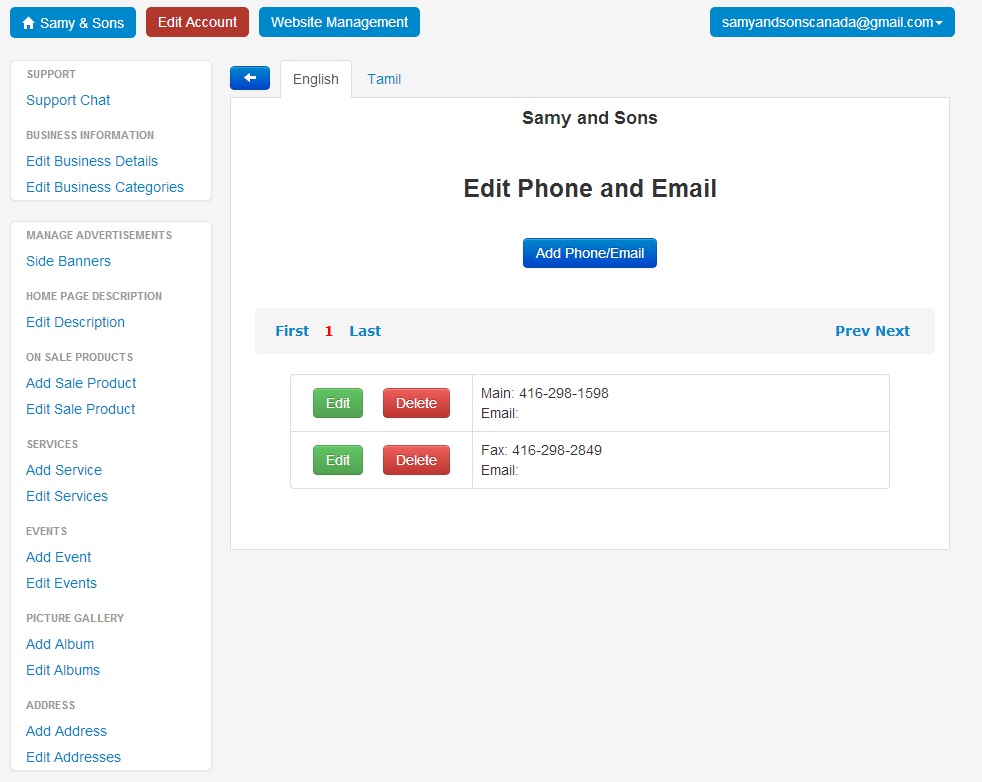 Samy & Sons
Edit Account
Website Management
samyandsonscanada@gmail.com
SUPPORT
Support Chat
BUSINESS INFORMATION
Edit Business Details
Edit Business Categories
MANAGE ADVERTISEMENTS
Side Banners
HOME PAGE DESCRIPTION
Edit Description
ON SALE PRODUCTS
Add Sale Product
Edit Sale Product
SERVICES
Add Service
Edit Services
EVENTS
Add Event
Edit Events
PICTURE GALLERY
Add Album
Edit Albums
ADDRESS
Add Address
Edit Addresses
English
Tamil
Samy and Sons
Edit Phone and Email
Add Phone/Email
First 1 Last
Prev Next
Edit
Delete
Main: 416-298-1598
Email:
Edit
Delete
Fax: 416-298-2849
Email: